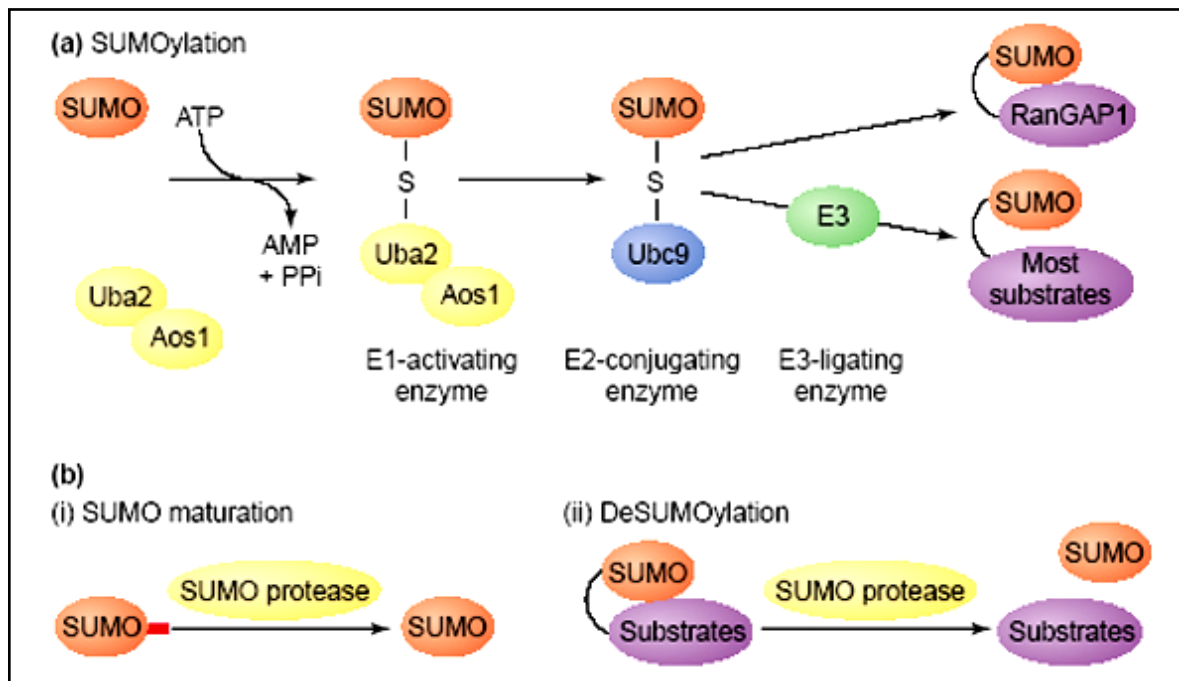 (a) SUMOylation
SUMO
ATP
AMP
+ PPi
Uba2
Aos1
SUMO
S
Uba2
Aos1
E1-activating
enzyme
SUMO
S
Ubc9
E2-conjugating
enzyme
E3
E3-ligating
enzyme
SUMO
RanGAP1
SUMO
Most
substrates
(b)
(i) SUMO maturation
SUMO
SUMO protease
SUMO
(ii) DeSUMOylation
SUMO
Substrates
SUMO protease
SUMO
Substrates